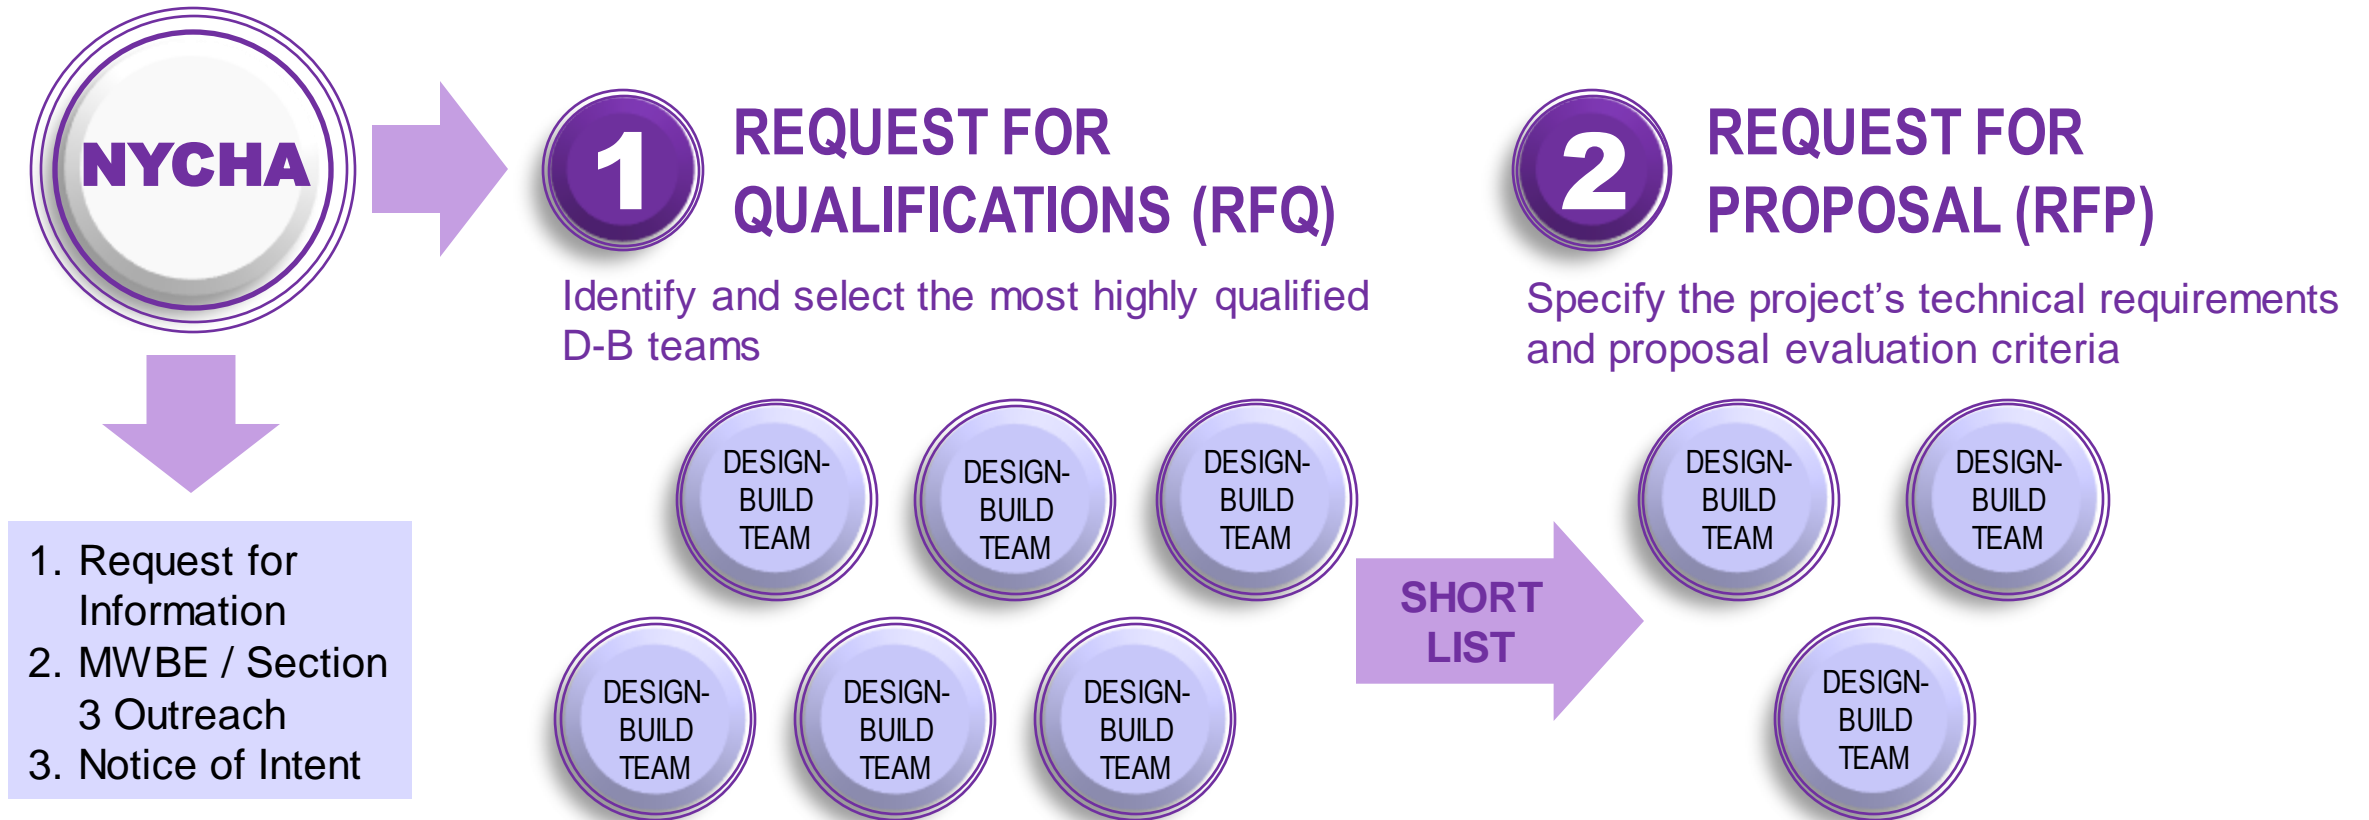 NYCHA
1. Request for
Information
2. MWBE / Section
3 Outreach
3. Notice of Intent
1
REQUEST FOR
QUALIFICATIONS (RFQ)
Identify and select the most highly qualified
D-B teams
DESIGN-
BUILD
TEAM
DESIGN-
BUILD
TEAM
DESIGN-
BUILD
TEAM
DESIGN-
BUILD
TEAM
DESIGN-
BUILD
TEAM
DESIGN-
BUILD
TEAM
SHORT
LIST
2
REQUEST FOR
PROPOSAL (RFP)
Specify the project’s technical requirements
and proposal evaluation criteria
DESIGN-
BUILD
TEAM
DESIGN-
BUILD
TEAM
DESIGN-
BUILD
TEAM